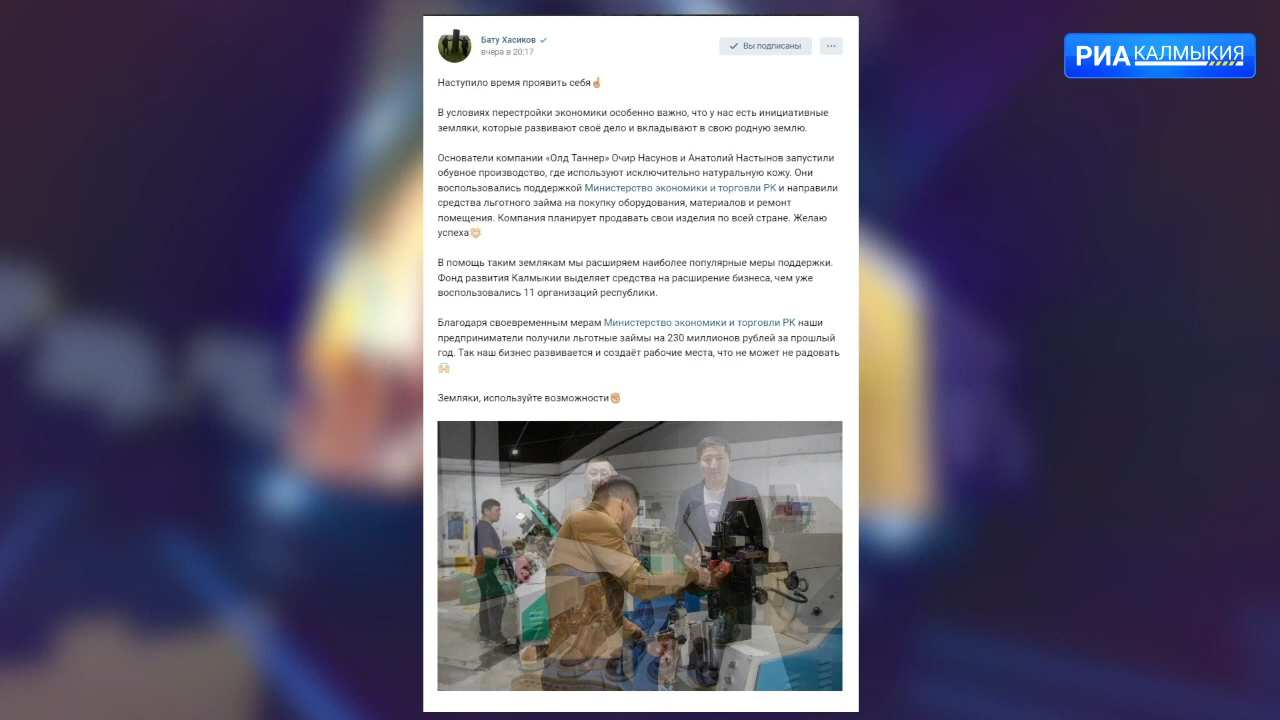 Бату Хасиков
вчера в 20:17
Вы подписаны
РИА КАЛМЫКИЯ
Наступило время проявить себя
В условиях перестройки экономики особенно важно, что у нас есть инициативные
земляки, которые развивают своё дело и вкладывают в свою родную землю.
Основатели компании «Олд Таннер» Очир Насунов и Анатолий Настынов запустили
обувное производство, где используют исключительно натуральную кожу. Они
воспользовались поддержкой Министерство экономики и торговли РК и направили
средства льготного займа на покупку оборудования, материалов и ремонт
помещения. Компания планирует продавать свои изделия по всей стране. Желаю
успеха
В помощь таким землякам мы расширяем наиболее популярные меры поддержки.
Фонд развития Калмыкии выделяет средства на расширение бизнеса, чем уже
воспользовались 11 организаций республики.
Благодаря своевременным мерам Министерство экономики и торговли РК наши
предприниматели получили льготные займы на 230 миллионов рублей за прошлый
год. Так наш бизнес развивается и создаёт рабочие места, что не может не радовать
Земляки, используйте возможности